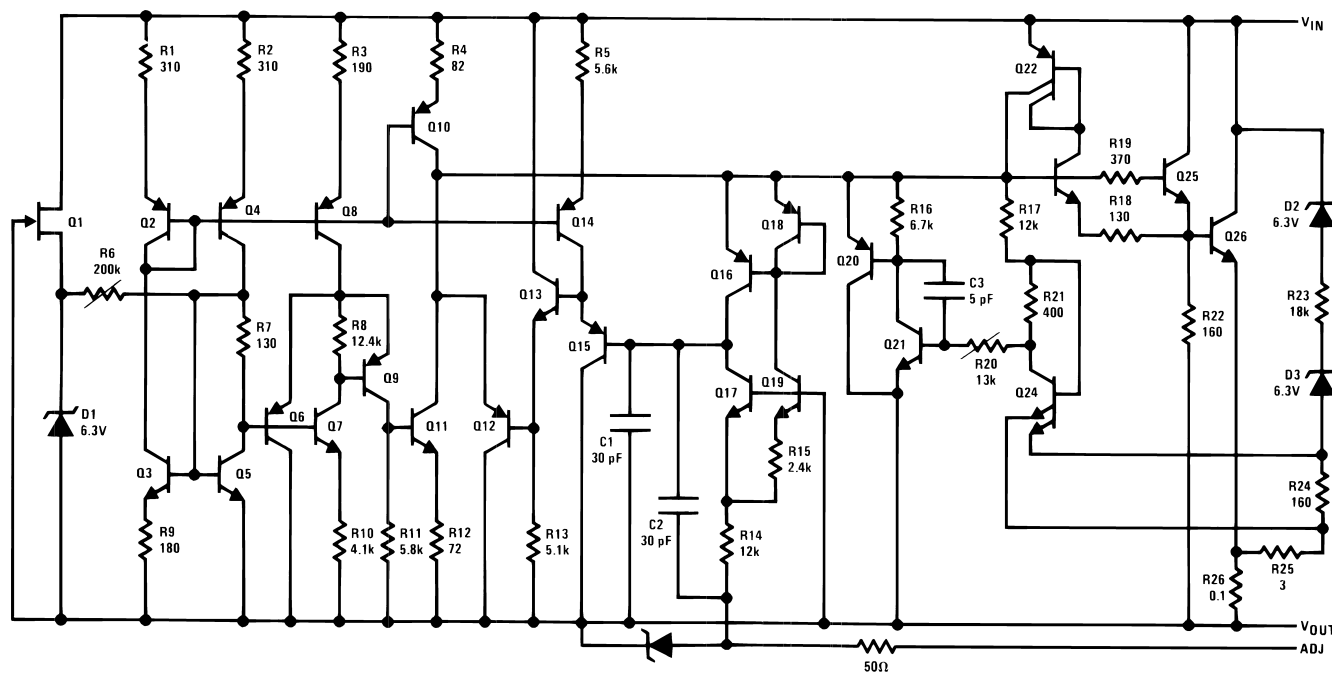 V_IN
R1
310
R2
310
R3
190
R4
82
R5
5.6k
Q22
Q10
R19
370
Q25
Q1
Q2
Q4
Q8
Q14
Q18
R16
6.7k
R17
12k
R18
130
Q26
D2
6.3V
R6
200k
Q16
Q20
Q13
C3
5 pF
R21
400
R22
160
R23
18k
R7
130
R8
12.4k
Q15
Q21
R20
13k
Q9
Q17
Q19
Q24
D3
6.3V
D1
6.3V
Q6
Q7
Q11
Q12
C1
30 pF
R15
2.4k
Q3
Q5
R24
160
C2
30 pF
R9
180
R10
4.1k
R11
5.8k
R12
72
R13
5.1k
R14
12k
R25
3
R26
0.1
V_OUT
ADJ
50Ω